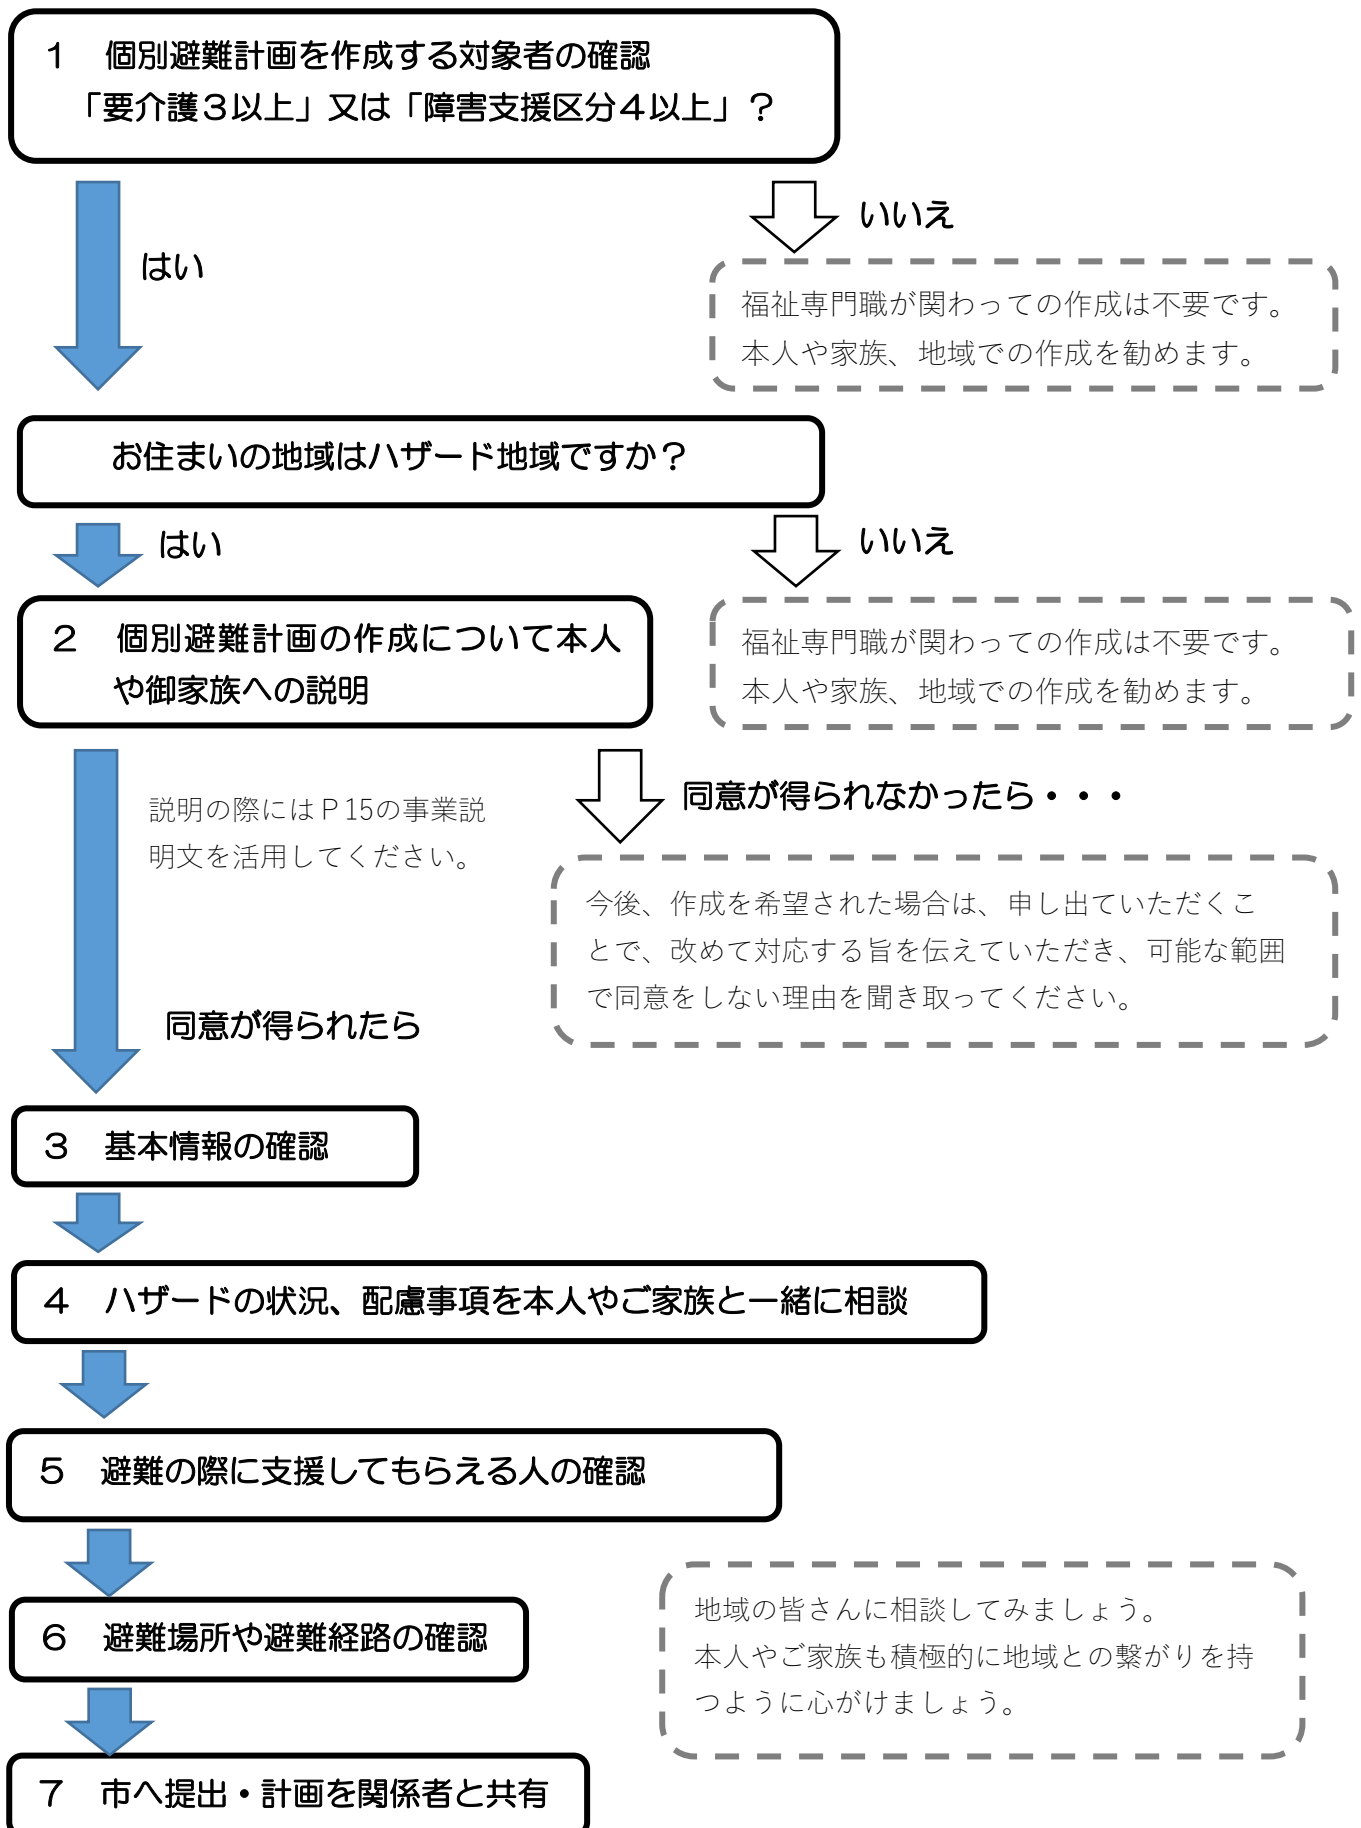 １　個別避難計画を作成する対象者の確認
「要介護３以上」又は「障害支援区分４以上」？
いいえ
はい
福祉専門職が関わっての作成は不要です。
本人や家族、地域での作成を勧めます。
お住まいの地域はハザード地域ですか？
はい
いいえ
２　個別避難計画の作成について本人
や御家族への説明
福祉専門職が関わっての作成は不要です。
本人や家族、地域での作成を勧めます。
同意が得られなかったら・・・
説明の際にはＰ15の事業説
明文を活用してください。
今後、作成を希望された場合は、申し出ていただくこ
とで、改めて対応する旨を伝えていただき、可能な範囲
で同意をしない理由を聞き取ってください。
同意が得られたら
３　基本情報の確認
４　ハザードの状況、配慮事項を本人やご家族と一緒に相談
５　避難の際に支援してもらえる人の確認
６　避難場所や避難経路の確認
地域の皆さんに相談してみましょう。
本人やご家族も積極的に地域との繋がりを持
つように心がけましょう。
７　市へ提出・計画を関係者と共有